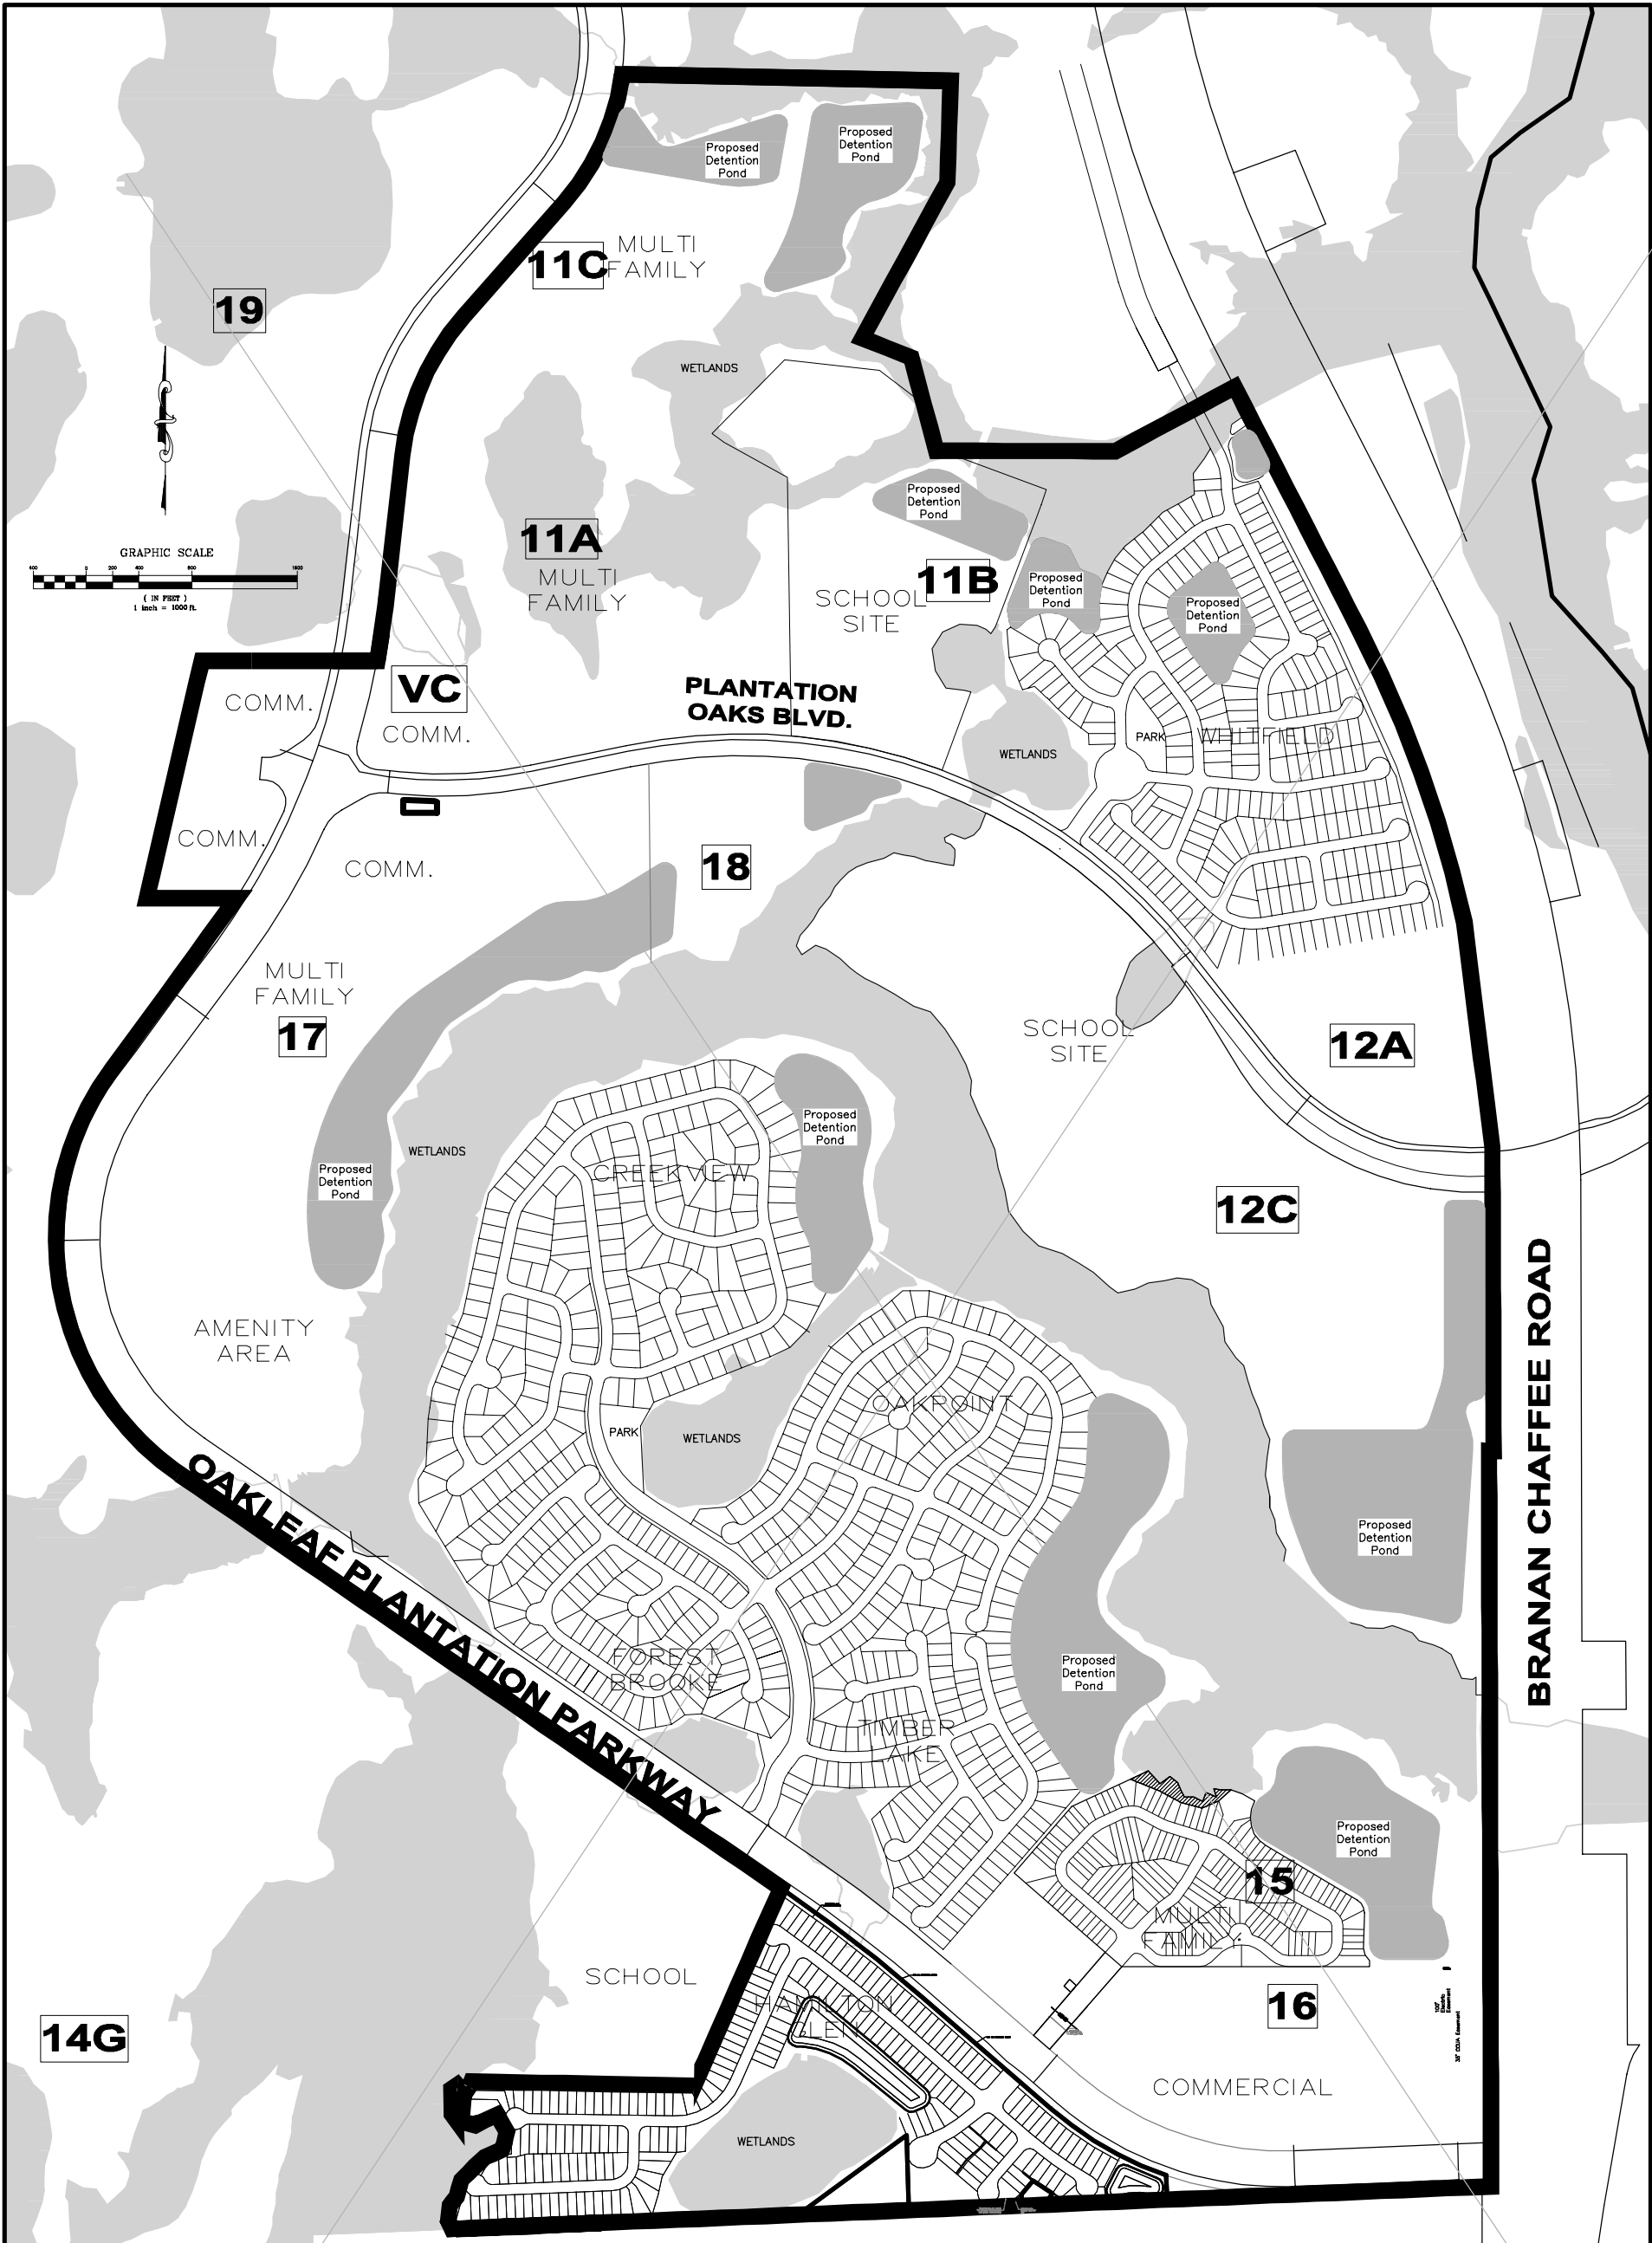 Proposed
Detention
Pond
Proposed
Detention
Pond
11C
MULTI
FAMILY
19
WETLANDS
GRAPHIC SCALE
( IN FEET )
1 inch = 1000 ft.
11A
MULTI
FAMILY
Proposed
Detention
Pond
11B
SCHOOL
SITE
Proposed
Detention
Pond
Proposed
Detention
Pond
COMM.
VC
COMM.
PLANTATION
OAKS BLVD.
WETLANDS
PARK
WHITFIELD
COMM.
COMM.
18
MULTI
FAMILY
17
SCHOOL
SITE
12A
Proposed
Detention
Pond
WETLANDS
Proposed
Detention
Pond
CREEKVIEW
12C
AMENITY
AREA
BRANAN CHAFFEE ROAD
OAKPOINT
PARK
WETLANDS
OAKLEAF PLANTATION PARKWAY
Proposed
Detention
Pond
FOREST
BROOKE
Proposed
Detention
Pond
TIMBER
LAKE
Proposed
Detention
Pond
15
MULTI
FAMILY
SCHOOL
HAMILTON
GLEN
16
14G
100'
Electric
Easement
COMMERCIAL
WETLANDS